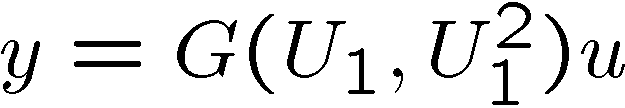 y = G(U_1, U_1^2)u